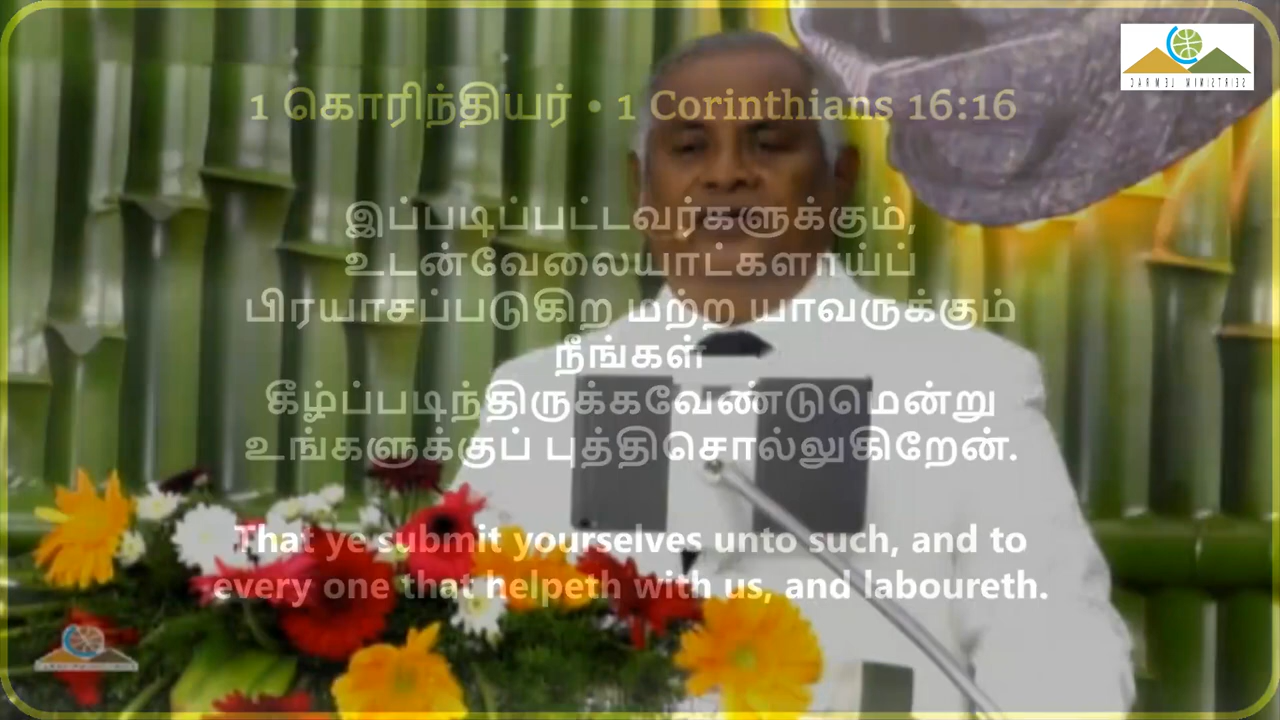 1 கொரிந்தியர் • 1 Corinthians 16:16
இப்படிப்பட்டவர்களுக்கும்,
உடன்வேலையாட்களாய்ப்
பிரயாசப்படுகிற மற்ற யாவருக்கும்
நீங்கள்
கீழ்ப்படிந்திருக்கவேண்டுமென்று
உங்களுக்குப் புத்திசொல்லுகிறேன்.
That ye submit yourselves unto such, and to
every one that helpeth with us, and laboureth.
CARMEL MINISTRIES